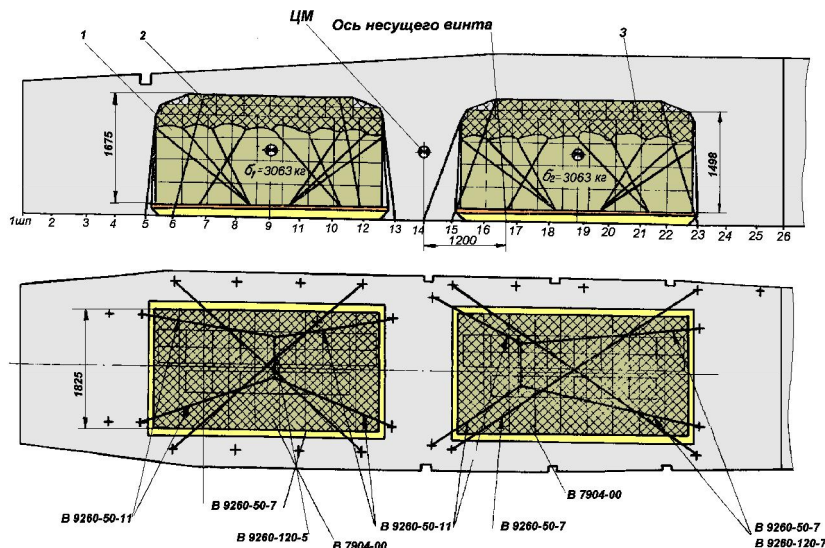 ЦМ
Ось несущего винта
1
2
3
1675
б₁=3063 кг
б₂=3063 кг
1498
1шп 2 3 4 5 6 7 8 9 10 11 12 13 14 15 16 17 18 19 20 21 22 23 24 25 26
1200
1825
В 9260-50-11
В 9260-50-7
В 9260-120-5
В 7904-00
В 9260-50-11
В 9260-50-7
В 7904-00
В 9260-50-7
В 9260-120-7